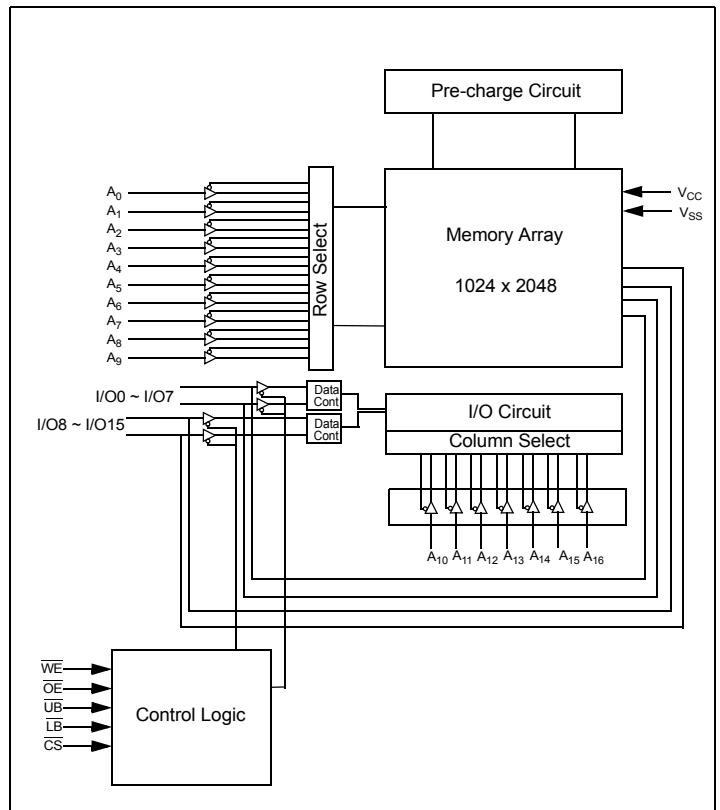 Pre-charge Circuit
A0
A1
A2
A3
A4
A5
A6
A7
A8
A9
Row Select
Memory Array
1024 x 2048
VCC
VSS
I/O0 ~ I/O7
I/O8 ~ I/O15
Data
Cont
Data
Cont
I/O Circuit
Column Select
A10 A11 A12 A13 A14 A15 A16
WE
OE
UB
LB
CS
Control Logic